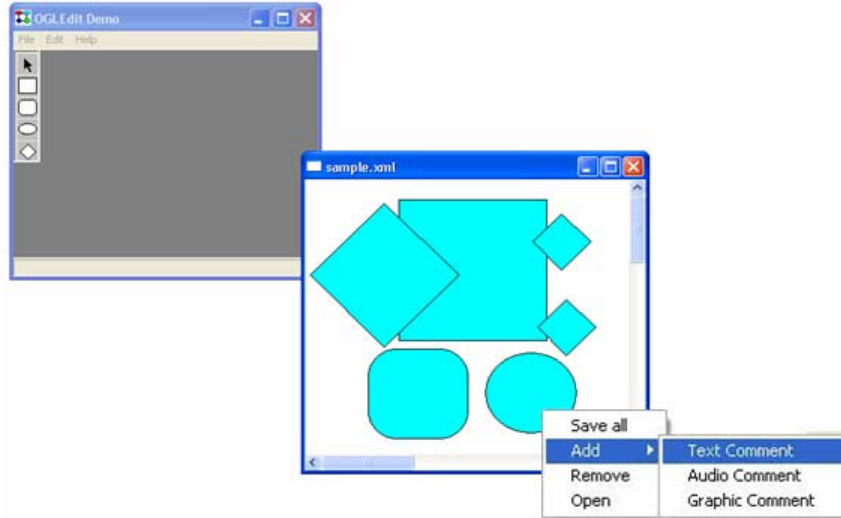 OGLEdit Demo
File Edit Help
sample.xml
Save all
Add
Remove
Open
Text Comment
Audio Comment
Graphic Comment